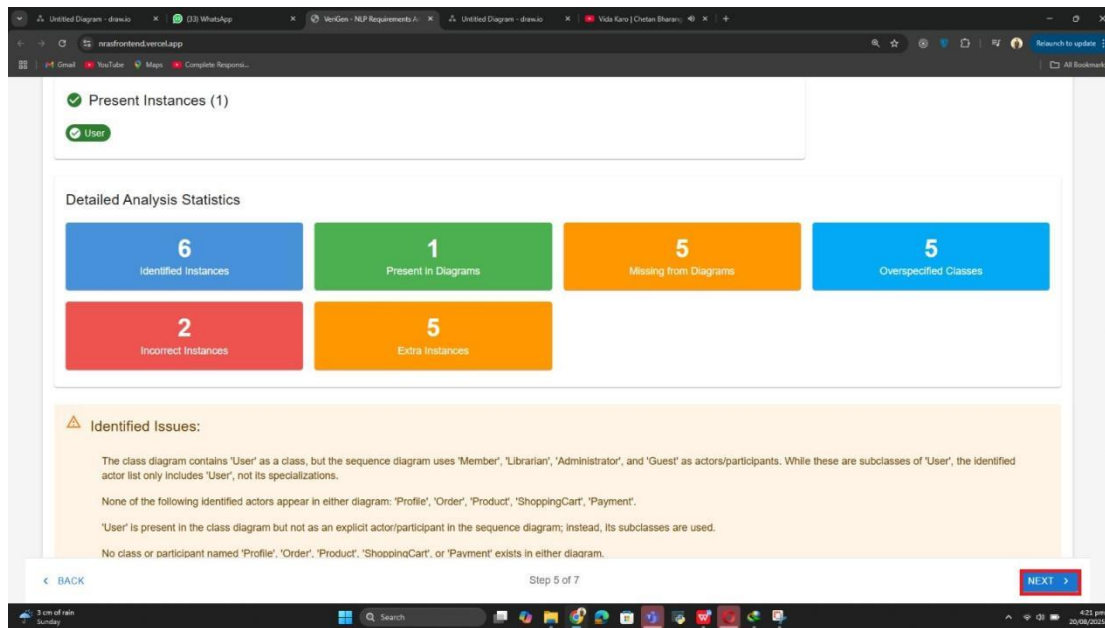 Untitled Diagram - draw.io
(33) WhatsApp
VeriGen - NLP Requirements A
Untitled Diagram - draw.io
Vida Karo | Chetan Bharang
nrasfrontend.vercel.app
Relaunch to update
Gmail
YouTube
Maps
Complete Responsi...
All Bookmark
Present Instances (1)
User
Detailed Analysis Statistics
6
Identified Instances
1
Present in Diagrams
5
Missing from Diagrams
5
Overspecified Classes
2
Incorrect Instances
5
Extra Instances
Identified Issues:
The class diagram contains 'User' as a class, but the sequence diagram uses 'Member', 'Librarian', 'Administrator', and 'Guest' as actors/participants. While these are subclasses of 'User', the identified
actor list only includes 'User', not its specializations.
None of the following identified actors appear in either diagram: 'Profile', 'Order', 'Product', 'ShoppingCart', 'Payment'.
'User' is present in the class diagram but not as an explicit actor/participant in the sequence diagram; instead, its subclasses are used.
No class or participant named 'Profile', 'Order', 'Product', 'ShoppingCart', or 'Payment' exists in either diagram.
BACK
Step 5 of 7
NEXT
3 cm of rain
Sunday
Search
4:21 pm
20/08/2025